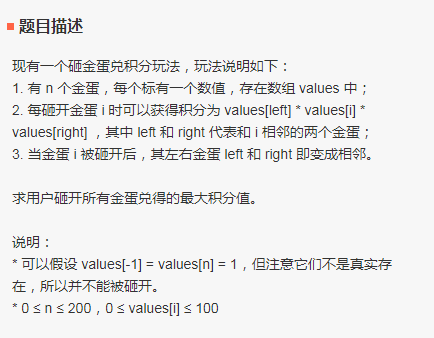 题目描述
现有一个砸金蛋兑积分玩法，玩法说明如下：
1. 有 n 个金蛋，每个标有一个数值，存在数组 values 中；
2. 每砸开金蛋 i 时可以获得积分为 values[left] * values[i] *
values[right] ，其中 left 和 right 代表和 i 相邻的两个金蛋；
3. 当金蛋 i 被砸开后，其左右金蛋 left 和 right 即变成相邻。
求用户砸开所有金蛋兑得的最大积分值。
说明：
* 可以假设 values[-1] = values[n] = 1，但注意它们不是真实存
在，所以并不能被砸开。
* 0 ≤ n ≤ 200，0 ≤ values[i] ≤ 100